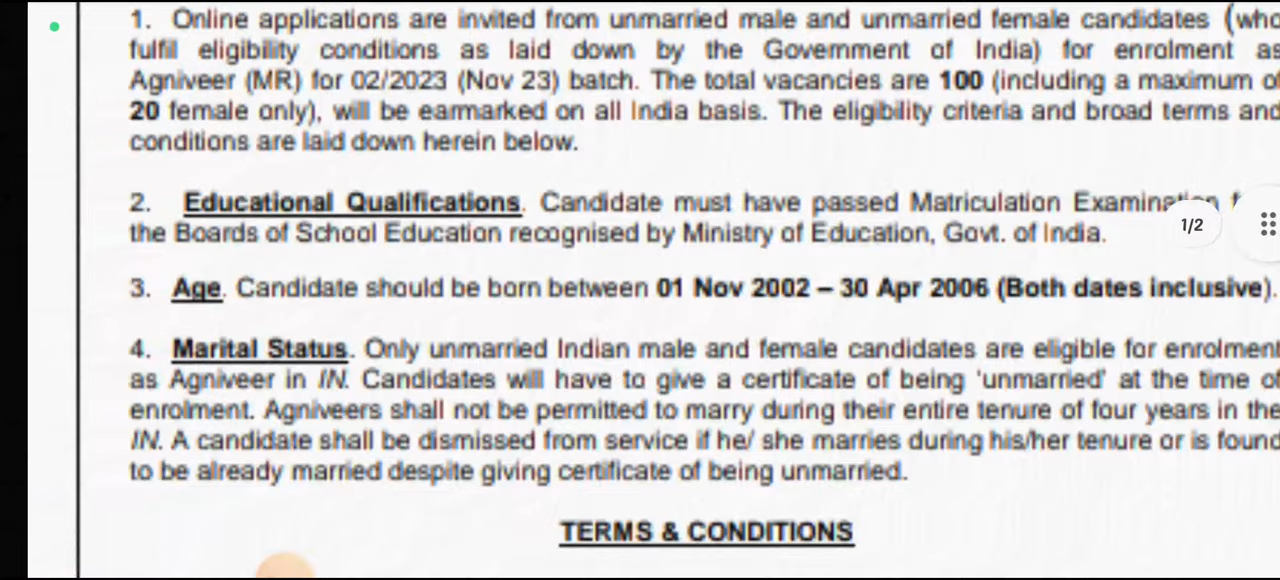 1. Online applications are invited from unmarried male and unmarried female candidates (who
fulfil eligibility conditions as laid down by the Government of India) for enrolment as
Agniveer (MR) for 02/2023 (Nov 23) batch. The total vacancies are 100 (including a maximum of
20 female only), will be earmarked on all India basis. The eligibility criteria and broad terms and
conditions are laid down herein below.
2. Educational Qualifications. Candidate must have passed Matriculation Examination
the Boards of School Education recognised by Ministry of Education, Govt. of India.
1/2
3. Age. Candidate should be born between 01 Nov 2002 – 30 Apr 2006 (Both dates inclusive).
4. Marital Status. Only unmarried Indian male and female candidates are eligible for enrolment
as Agniveer in IN. Candidates will have to give a certificate of being 'unmarried' at the time of
enrolment. Agniveers shall not be permitted to marry during their entire tenure of four years in the
IN. A candidate shall be dismissed from service if he/ she marries during his/her tenure or is found
to be already married despite giving certificate of being unmarried.
TERMS & CONDITIONS